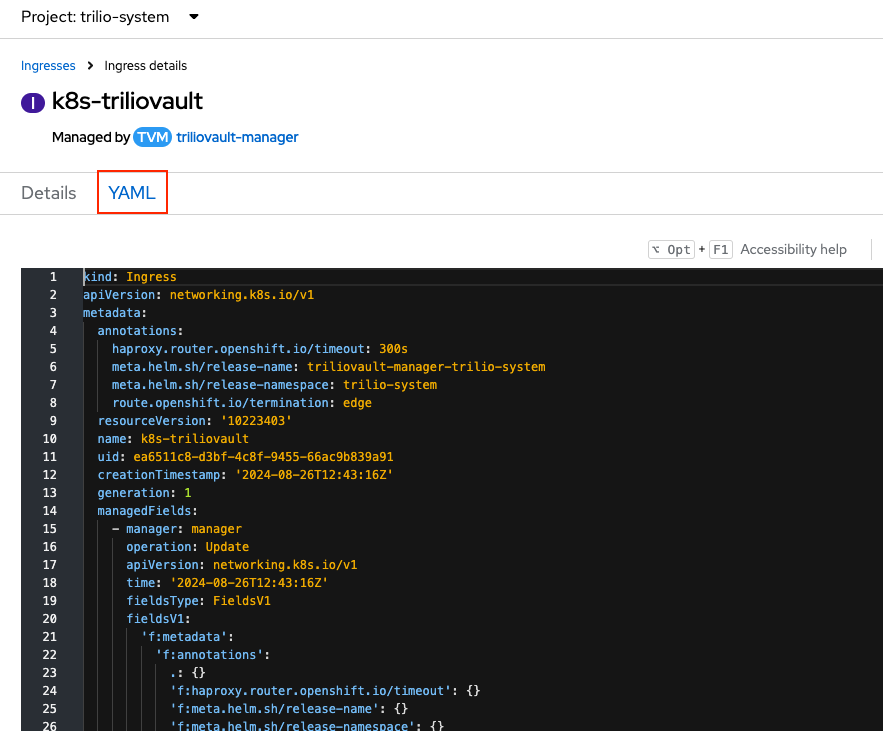 Project: trilio-system
Ingresses > Ingress details
I k8s-triliovault
Managed by TVM triliovault-manager
Details YAML
⌥ Opt + F1 Accessibility help
1 kind: Ingress
2 apiVersion: networking.k8s.io/v1
3 metadata:
4   annotations:
5     haproxy.router.openshift.io/timeout: 300s
6     meta.helm.sh/release-name: triliovault-manager-trilio-system
7     meta.helm.sh/release-namespace: trilio-system
8     route.openshift.io/termination: edge
9   resourceVersion: '10223403'
10   name: k8s-triliovault
11   uid: ea6511c8-d3bf-4c8f-9455-66ac9b839a91
12   creationTimestamp: '2024-08-26T12:43:16Z'
13   generation: 1
14   managedFields:
15     - manager: manager
16       operation: Update
17       apiVersion: networking.k8s.io/v1
18       time: '2024-08-26T12:43:16Z'
19       fieldsType: FieldsV1
20       fieldsV1:
21         'f:metadata':
22           'f:annotations':
23             .: {}
24             'f:haproxy.router.openshift.io/timeout': {}
25             'f:meta.helm.sh/release-name': {}
26             'f:meta.helm.sh/release-namespace': {}